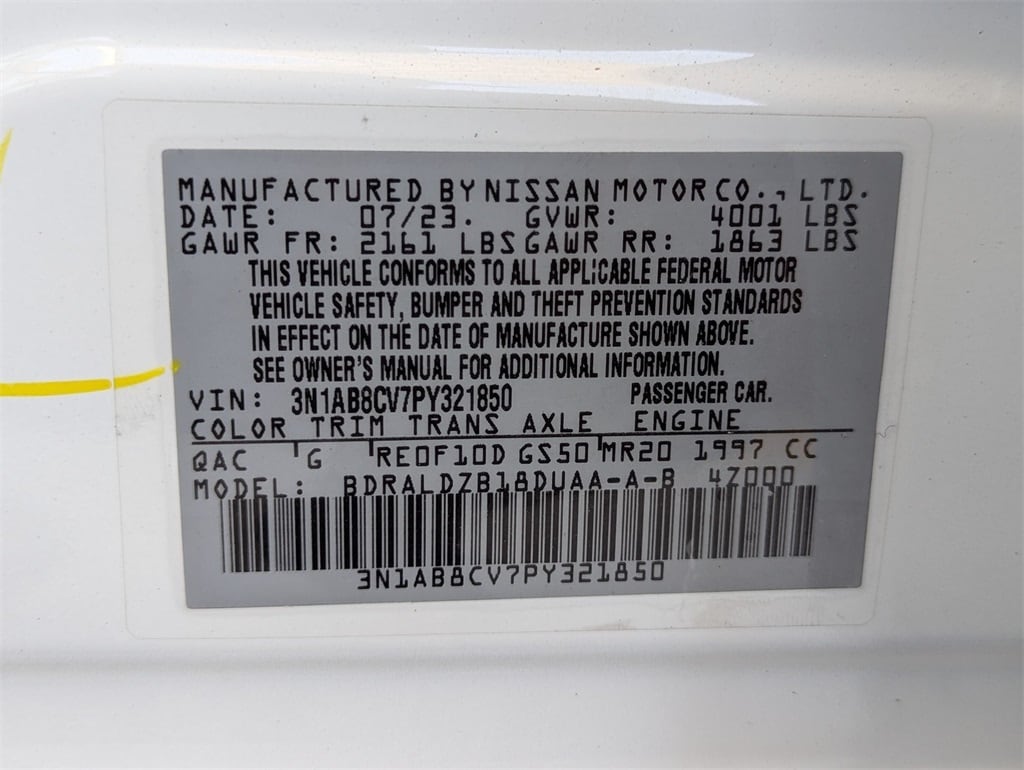 MANUFACTURED BY NISSAN MOTOR CO., LTD.
DATE: 07/23. GVWR: 4001 LBS
GAWR FR: 2161 LBS GAWR RR: 1863 LBS
THIS VEHICLE CONFORMS TO ALL APPLICABLE FEDERAL MOTOR
VEHICLE SAFETY, BUMPER AND THEFT PREVENTION STANDARDS
IN EFFECT ON THE DATE OF MANUFACTURE SHOWN ABOVE.
SEE OWNER'S MANUAL FOR ADDITIONAL INFORMATION.
VIN: 3N1AB8CV7PY321850 PASSENGER CAR.
COLOR TRIM TRANS AXLE ENGINE
QAC G RE0F10D GS50 MR20 1997 CC
MODEL: BDRALDZB18DUAA-A-B 4Z000
3N1AB8CV7PY321850